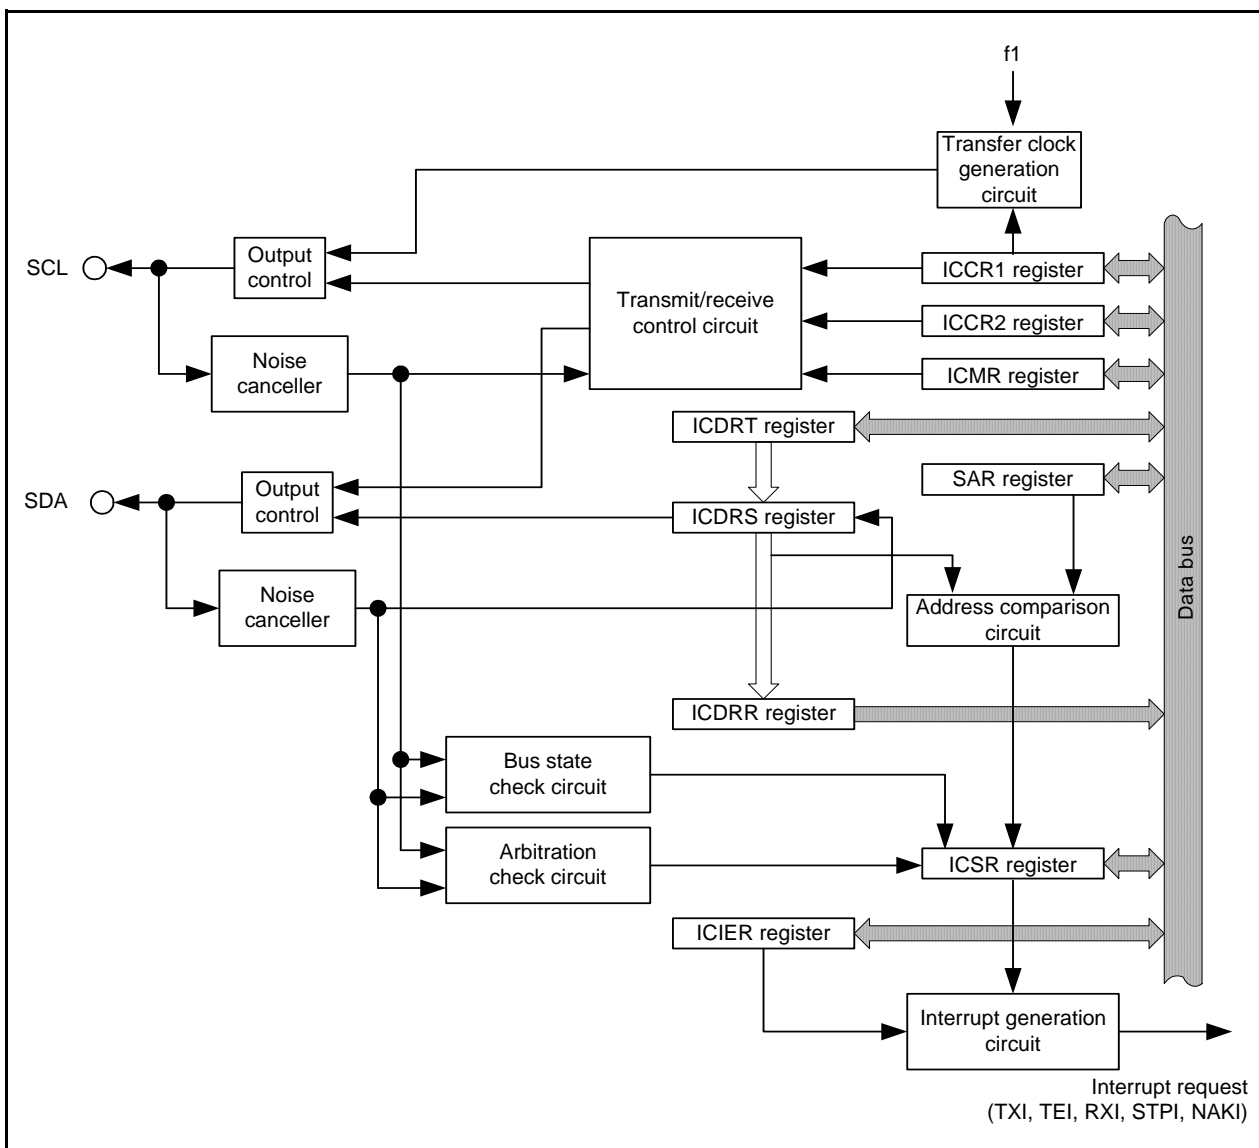 f1
Transfer clock
generation
circuit
SCL
Output
control
Transmit/receive
control circuit
ICCR1 register
ICCR2 register
Noise
canceller
ICMR register
ICDRT register
SAR register
SDA
Output
control
ICDRS register
Data bus
Noise
canceller
Address comparison
circuit
ICDRR register
Bus state
check circuit
Arbitration
check circuit
ICSR register
ICIER register
Interrupt generation
circuit
Interrupt request
(TXI, TEI, RXI, STPI, NAKI)